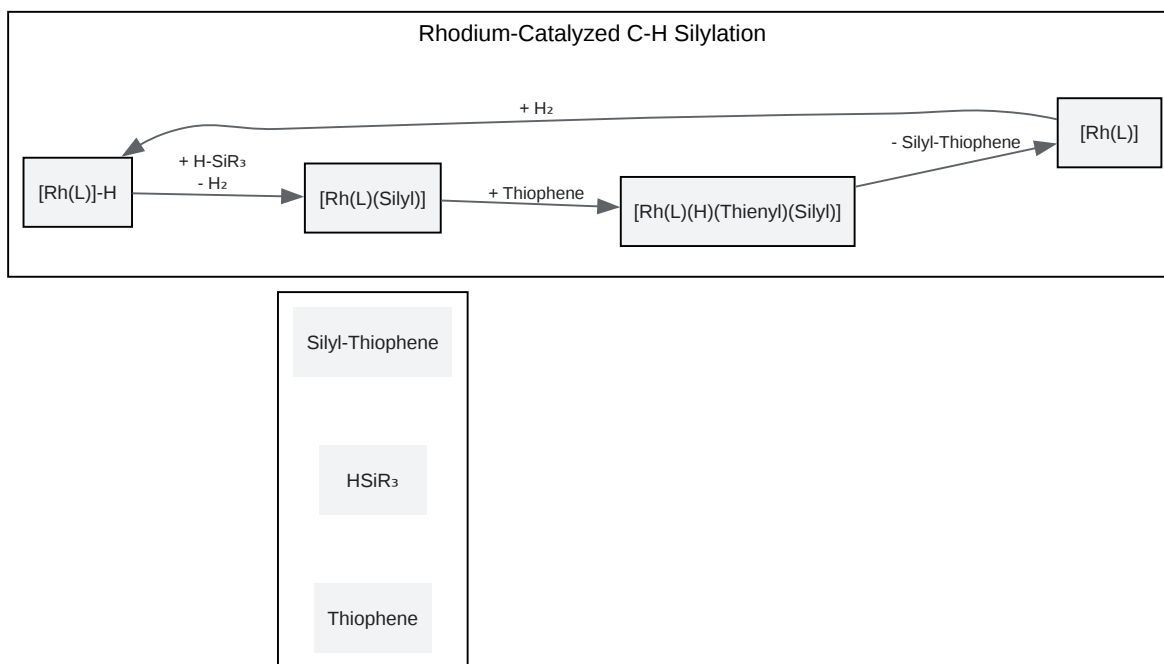 Rhodium-Catalyzed C-H Silylation
+ H₂
[Rh(L)]
- Silyl-Thiophene
+ H-SiR₃
- H₂
[Rh(L)]-H
[Rh(L)(Silyl)]
+ Thiophene
[Rh(L)(H)(Thienyl)(Silyl)]
Silyl-Thiophene
HSiR₃
Thiophene